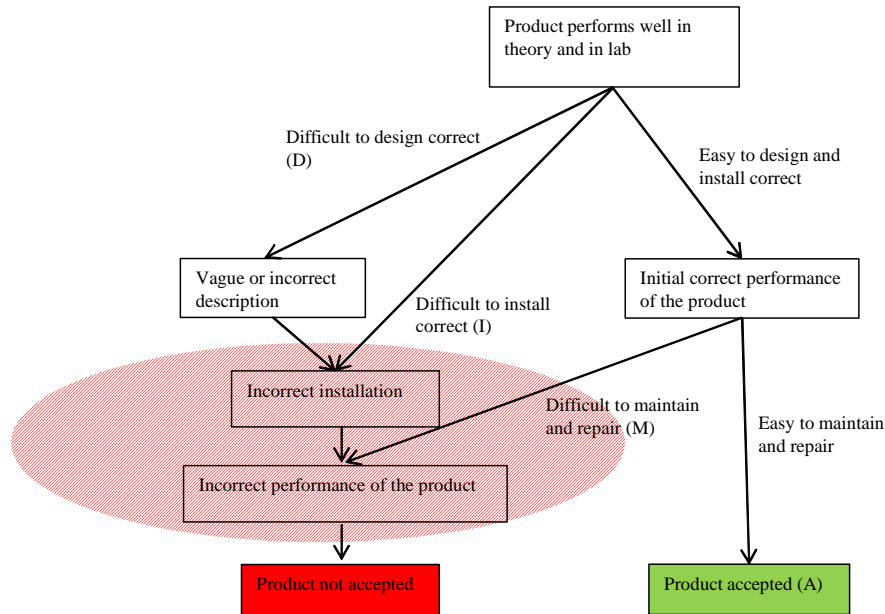 Product performs well in
theory and in lab
Difficult to design correct
(D)
Easy to design and
install correct
Vague or incorrect
description
Initial correct performance
of the product
Difficult to install
correct (I)
Incorrect installation
Difficult to maintain
and repair (M)
Easy to maintain
and repair
Incorrect performance of the product
Product not accepted
Product accepted (A)